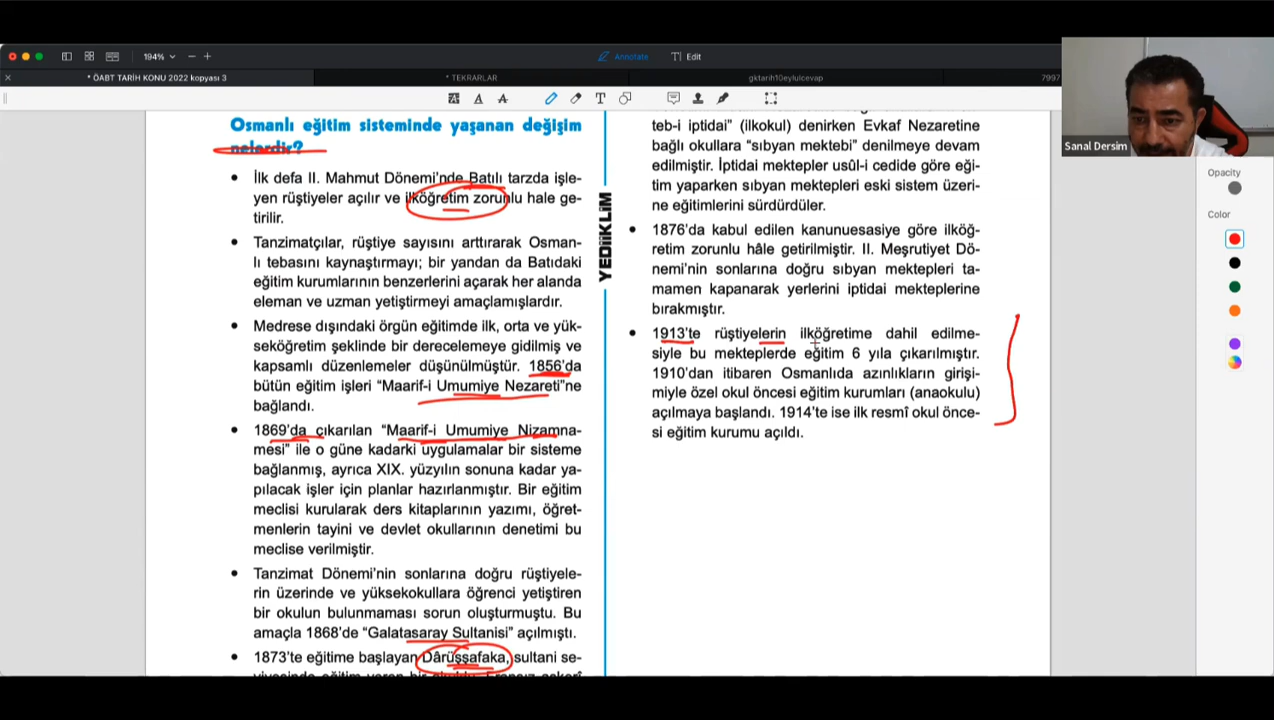 194%
Annotate
Edit
* ÖABT TARİH KONU 2022 kopyası 3
* TEKRARLAR
gktarih10eylulcevap
7997
Sanal Dersim
Opacity
Color
Osmanlı eğitim sisteminde yaşanan değişim
nelerdir?
• İlk defa II. Mahmut Dönemi'nde Batılı tarzda işle-
yen rüştiyeler açılır ve ilköğretim zorunlu hale ge-
tirilir.
• Tanzimatçılar, rüştiye sayısını arttırarak Osman-
lı tebasını kaynaştırmayı; bir yandan da Batıdaki
eğitim kurumlarının benzerlerini açarak her alanda
eleman ve uzman yetiştirmeyi amaçlamışlardır.
• Medrese dışındaki örgün eğitimde ilk, orta ve yük-
seköğretim şeklinde bir derecelemeye gidilmiş ve
kapsamlı düzenlemeler düşünülmüştür. 1856'da
bütün eğitim işleri “Maarif-i Umumiye Nezareti”ne
bağlandı.
• 1869'da çıkarılan “Maarif-i Umumiye Nizamna-
mesi” ile o güne kadarki uygulamalar bir sisteme
bağlanmış, ayrıca XIX. yüzyılın sonuna kadar ya-
pılacak işler için planlar hazırlanmıştır. Bir eğitim
meclisi kurularak ders kitaplarının yazımı, öğret-
menlerin tayini ve devlet okullarının denetimi bu
meclise verilmiştir.
• Tanzimat Dönemi'nin sonlarına doğru rüştiyele-
rin üzerinde ve yüksekokullara öğrenci yetiştiren
bir okulun bulunmaması sorun oluşturmuştu. Bu
amaçla 1868'de “Galatasaray Sultanisi” açılmıştı.
• 1873'te eğitime başlayan Dârüşşafaka, sultani se-
YEDİİKLİM
teb-i iptidai” (ilkokul) denirken Evkaf Nezaretine
bağlı okullara “sıbyan mektebi” denilmeye devam
edilmiştir. İptidai mektepler usûl-i cedide göre eği-
tim yaparken sıbyan mektepleri eski sistem üzeri-
ne eğitimlerini sürdürdüler.
• 1876'da kabul edilen kanunuesasiye göre ilköğ-
retim zorunlu hâle getirilmiştir. II. Meşrutiyet Dö-
nemi'nin sonlarına doğru sıbyan mektepleri ta-
mamen kapanarak yerlerini iptidai mekteplerine
bırakmıştır.
• 1913'te rüştiyelerin ilköğretime dahil edilme-
siyle bu mekteplerde eğitim 6 yıla çıkarılmıştır.
1910'dan itibaren Osmanlıda azınlıkların girişi-
miyle özel okul öncesi eğitim kurumları (anaokulu)
açılmaya başlandı. 1914'te ise ilk resmî okul önce-
si eğitim kurumu açıldı.